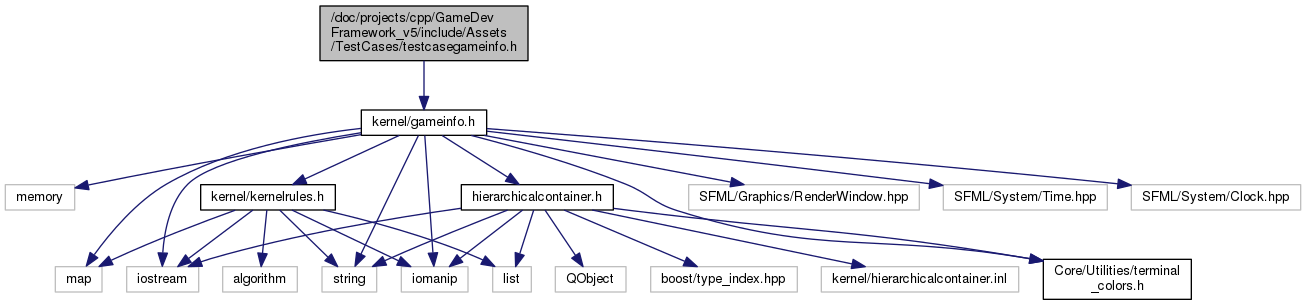 /doc/projects/cpp/GameDev
Framework_v5/include/Assets
/TestCases/testcasegameinfo.h
kernel/gameinfo.h
memory
kernel/kernelrules.h
hierarchicalcontainer.h
SFML/Graphics/RenderWindow.hpp
SFML/System/Time.hpp
SFML/System/Clock.hpp
map
iostream
algorithm
string
iomanip
list
QObject
boost/type_index.hpp
kernel/hierarchicalcontainer.inl
Core/Utilities/terminal
_colors.h